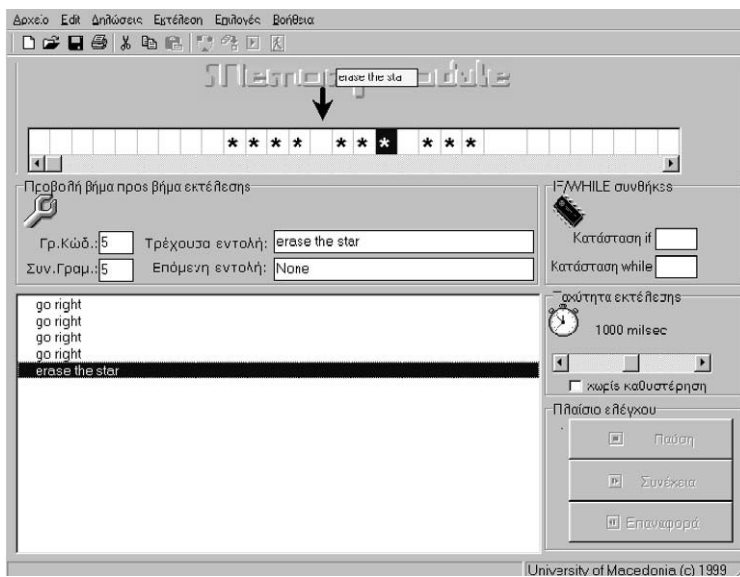 Αρχείο Edit Δηλώσεις Εκτέλεση Επιλογές Βοήθεια
Memory Module
erase the sta
* * * * * * * * * *
Προβολή βήμα προς βήμα εκτέλεσης
Γρ.Κώδ.: 5 Τρέχουσα εντολή: erase the star
Συν.Γραμ.: 5 Επόμενη εντολή: None
IF/WHILE συνθήκες
Κατάσταση if
Κατάσταση while
go right
go right
go right
go right
erase the star
Ταχύτητα εκτέλεσης
1000 milsec
χωρίς καθυστέρηση
Πλαίσιο ελέγχου
Παύση
Συνέχεια
Επαναφορά
University of Macedonia (c) 1999